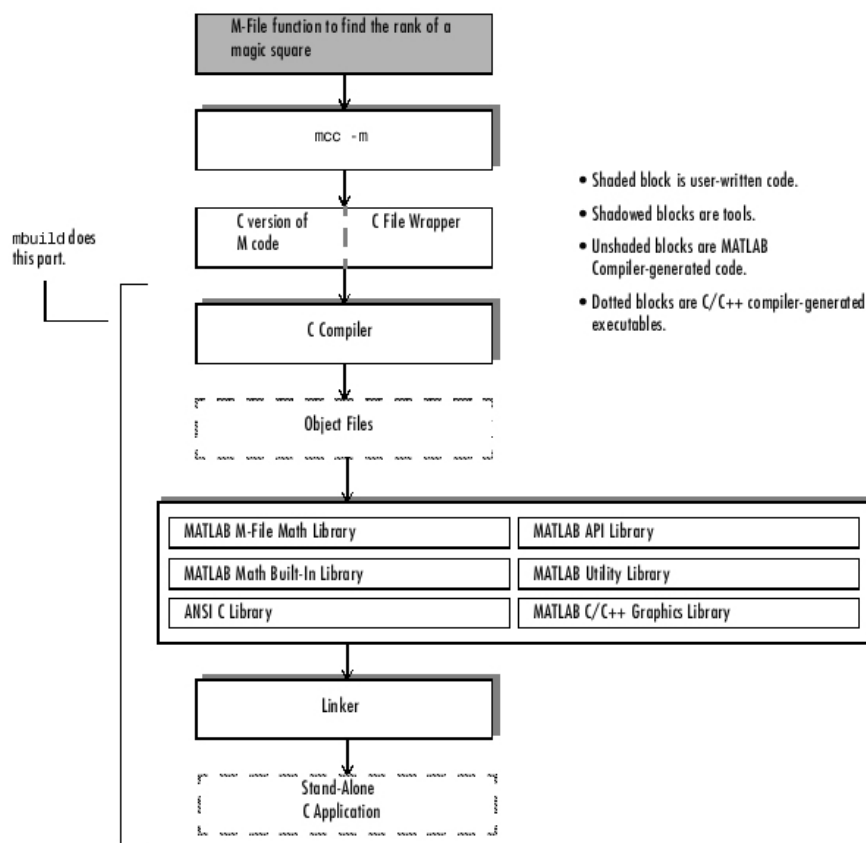 M-File function to find the rank of a
magic square
mcc -m
C version of
M code
C File Wrapper
mbuild does
this part.
C Compiler
Object Files
MATLAB M-File Math Library
MATLAB API Library
MATLAB Math Built-In Library
MATLAB Utility Library
ANSI C Library
MATLAB C/C++ Graphics Library
Linker
Stand-Alone
C Application
• Shaded block is user-written code.
• Shadowed blocks are tools.
• Unshaded blocks are MATLAB
Compiler-generated code.
• Dotted blocks are C/C++ compiler-generated
executables.